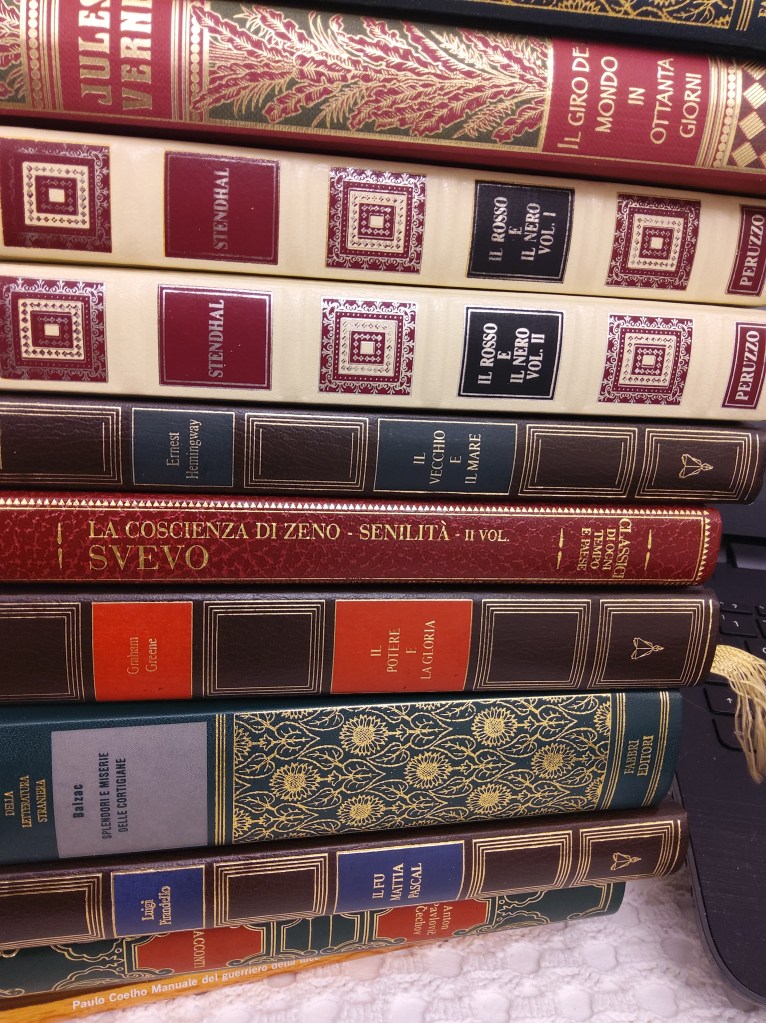 JULES
VERNE
IL GIRO DEL
MONDO
IN
OTTANTA
GIORNI
STENDHAL
IL ROSSO
E
IL NERO
VOL. I
PERUZZO
STENDHAL
IL ROSSO
E
IL NERO
VOL. II
PERUZZO
Ernest
Hemingway
IL
VECCHIO
E
IL MARE
LA COSCIENZA DI ZENO - SENILITÀ - II VOL.
SVEVO
CLASSICI
DI OGNI
TEMPO
E PAESE
Graham
Greene
IL
POTERE
E
LA GLORIA
DELLA
LETTERATURA
STRANIERA
Balzac
SPLENDORI E MISERIE
DELLE CORTIGIANE
FABBRI
EDITORI
Luigi
Pirandello
IL FU
MATTIA
PASCAL
RACCONTI
Anton
Pavlovič
Čechov
Paulo Coelho Manuale del guerriero della luce